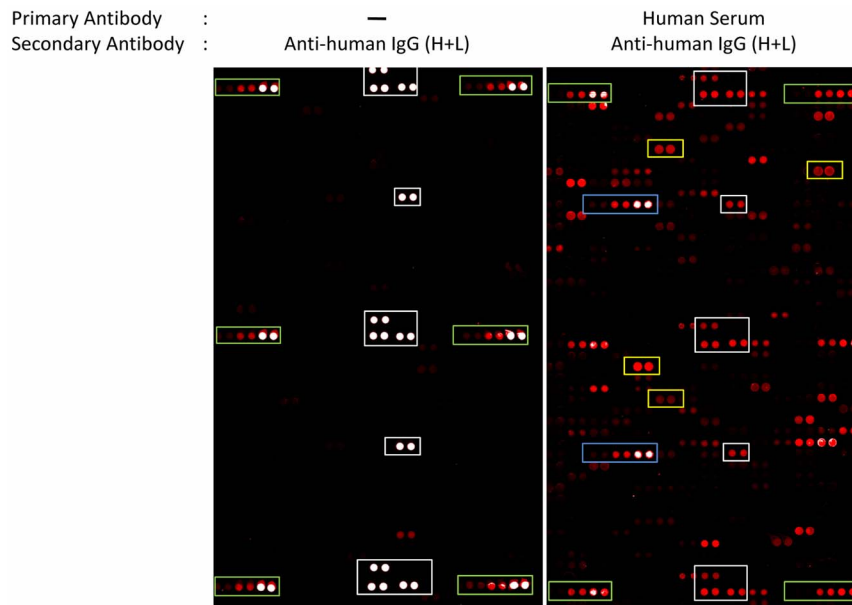 Primary Antibody : — Human Serum
Secondary Antibody : Anti-human IgG (H+L) Anti-human IgG (H+L)